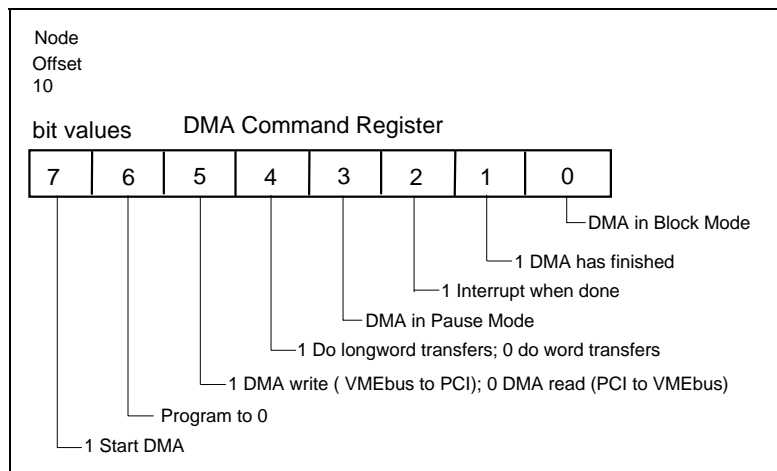 Node
Offset
10
bit values DMA Command Register
7 6 5 4 3 2 1 0
DMA in Block Mode
1 DMA has finished
1 Interrupt when done
DMA in Pause Mode
1 Do longword transfers; 0 do word transfers
1 DMA write ( VMEbus to PCI); 0 DMA read (PCI to VMEbus)
Program to 0
1 Start DMA